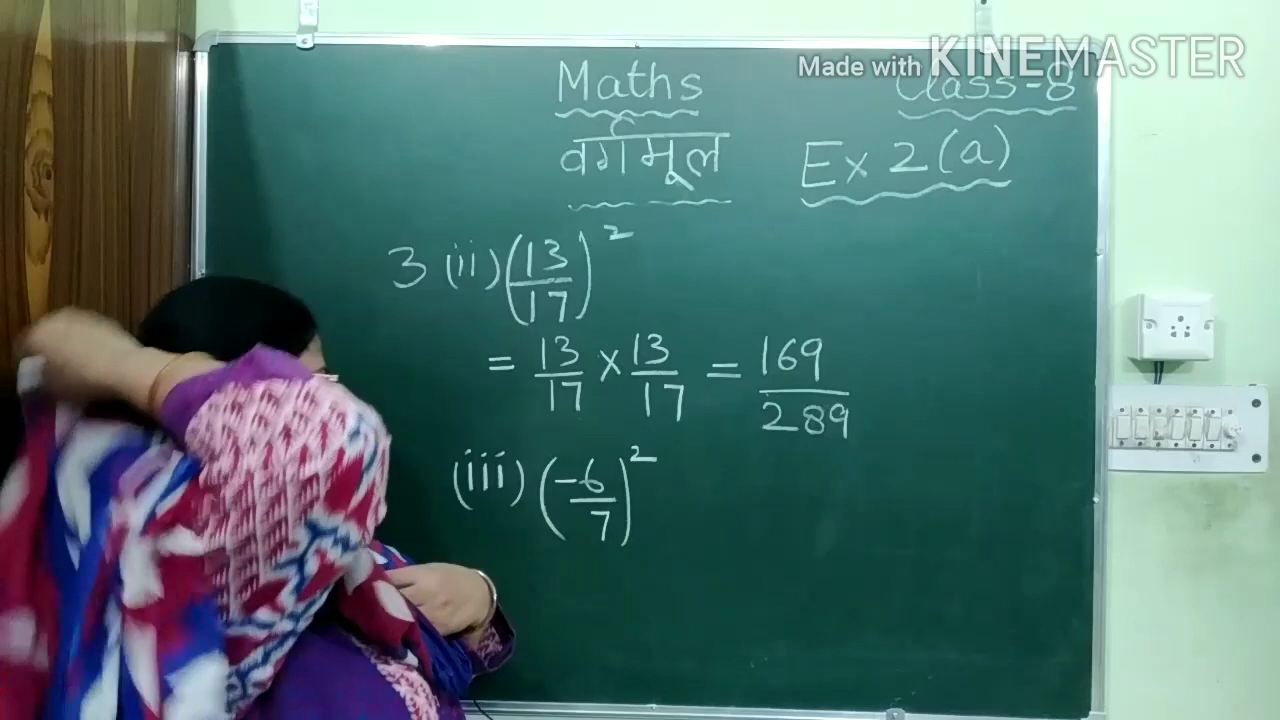 Made with KINEMASTER
Maths
Class-8
वर्गमूल
Ex 2(a)
3 (ii) (13/17)²
= 13/17 × 13/17 = 169/289
(iii) (-6/7)²